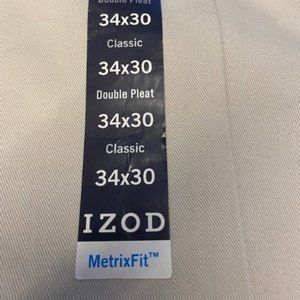 Double Pleat
34x30
Classic
34x30
Double Pleat
34x30
Classic
34x30
IZOD
MetrixFit™